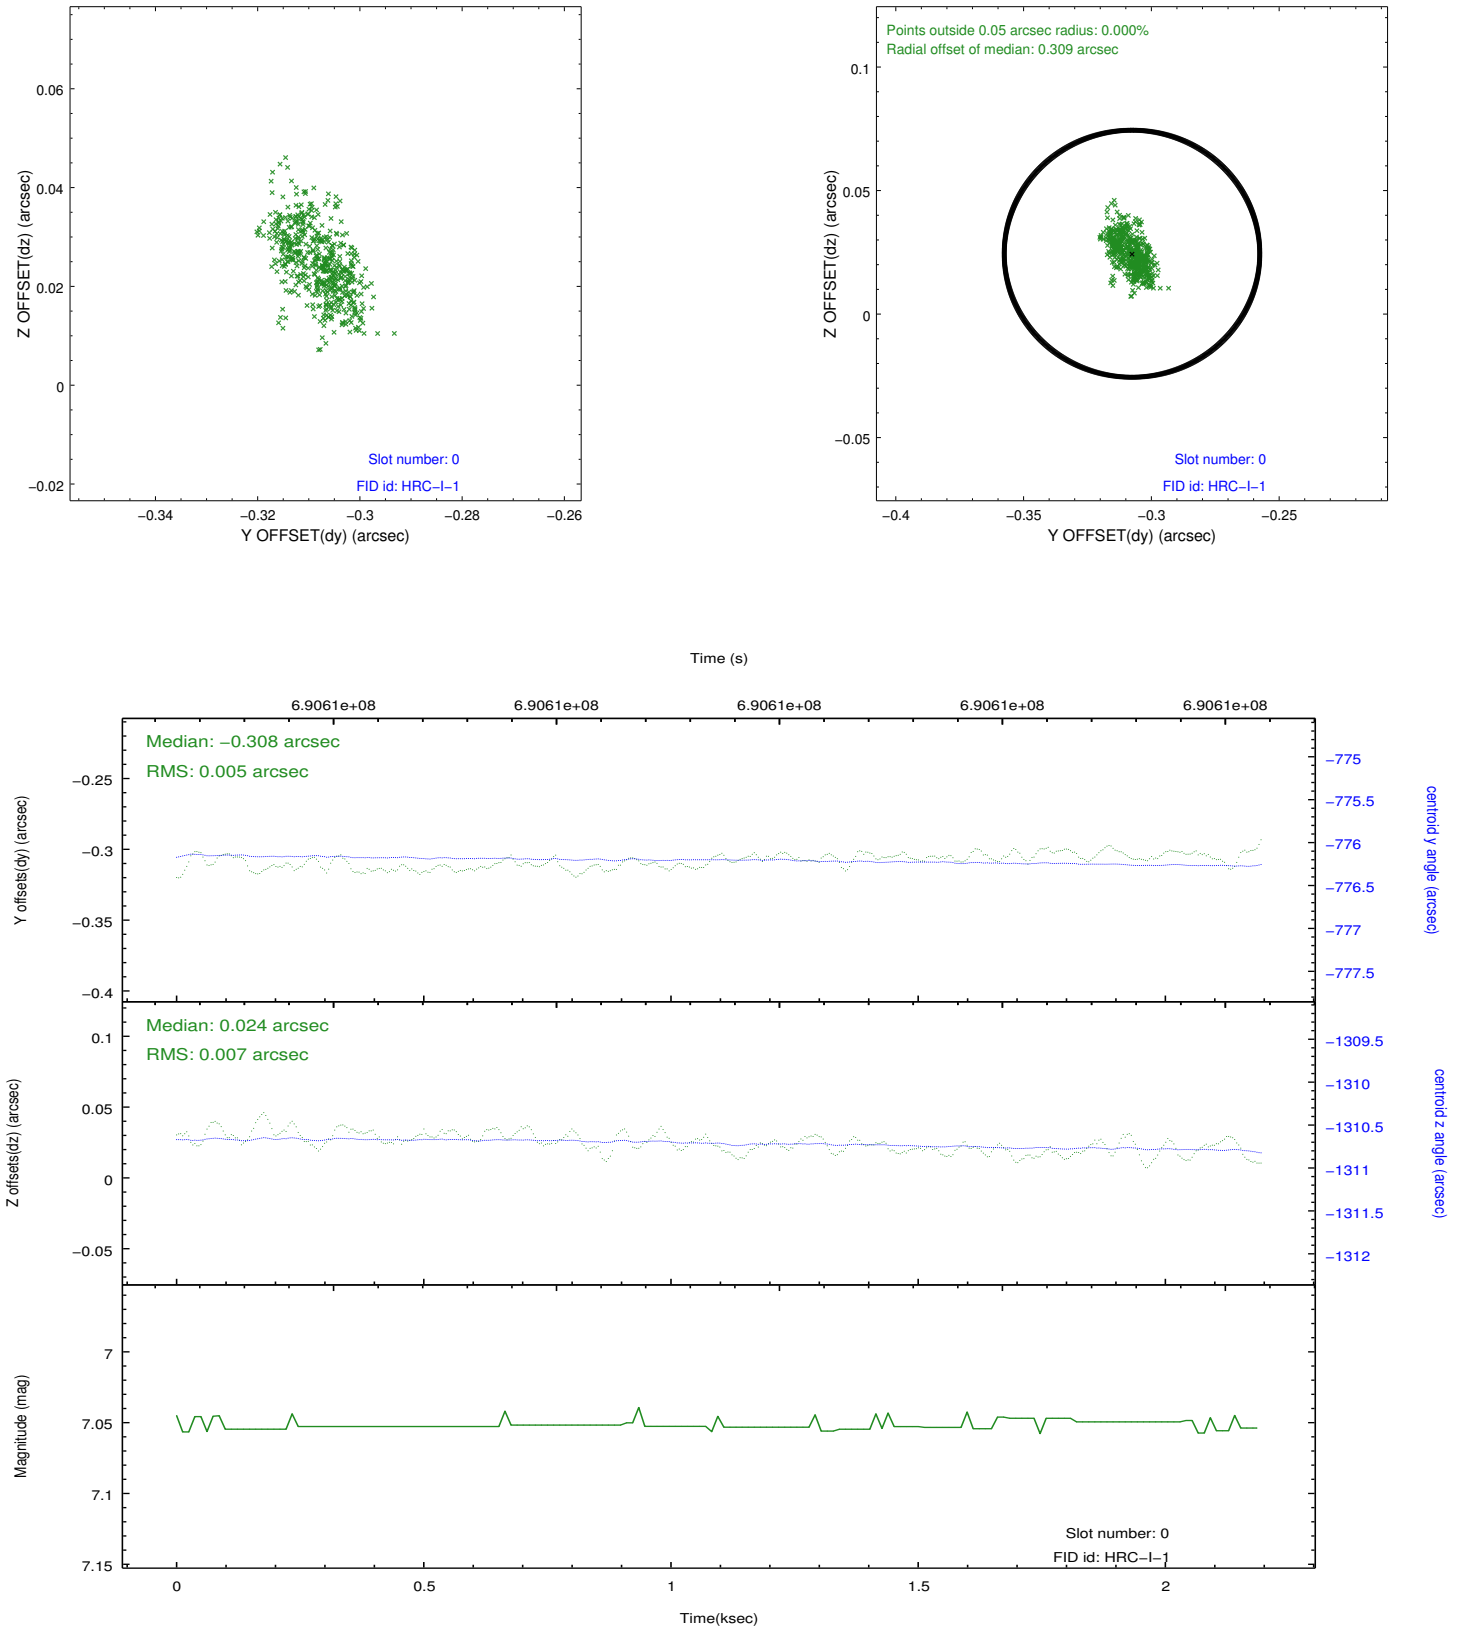 0.06
0.04
0.02
0
−0.02
Z OFFSET(dz) (arcsec)
Slot number: 0
FID id: HRC−I−1
−0.34
−0.32
−0.3
−0.28
−0.26
Y OFFSET(dy) (arcsec)
Points outside 0.05 arcsec radius: 0.000%
Radial offset of median: 0.309 arcsec
0.1
0.05
0
−0.05
Z OFFSET(dz) (arcsec)
Slot number: 0
FID id: HRC−I−1
−0.4
−0.35
−0.3
−0.25
Y OFFSET(dy) (arcsec)
Time (s)
6.9061e+08
6.9061e+08
6.9061e+08
6.9061e+08
6.9061e+08
Median: −0.308 arcsec
RMS: 0.005 arcsec
−0.25
−0.3
−0.35
−0.4
Y offsets(dy) (arcsec)
−775
−775.5
−776
−776.5
−777
−777.5
centroid y angle (arcsec)
Median: 0.024 arcsec
RMS: 0.007 arcsec
0.1
0.05
0
−0.05
Z offsets(dz) (arcsec)
−1309.5
−1310
−1310.5
−1311
−1311.5
−1312
centroid z angle (arcsec)
7
7.05
7.1
7.15
Magnitude (mag)
Slot number: 0
FID id: HRC−I−1
0
0.5
1
1.5
2
Time(ksec)